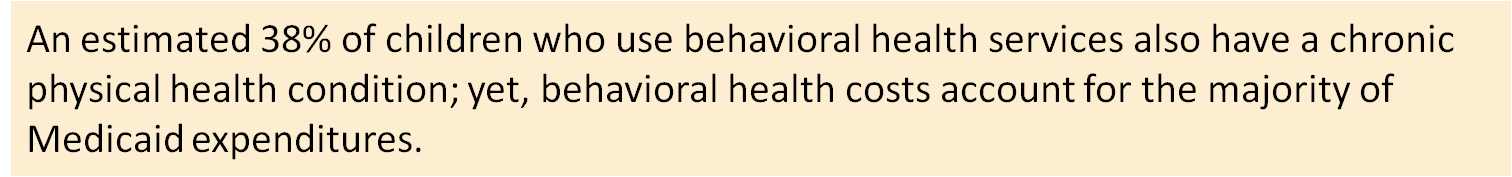 An estimated 38% of children who use behavioral health services also have a chronic
physical health condition; yet, behavioral health costs account for the majority of
Medicaid expenditures.